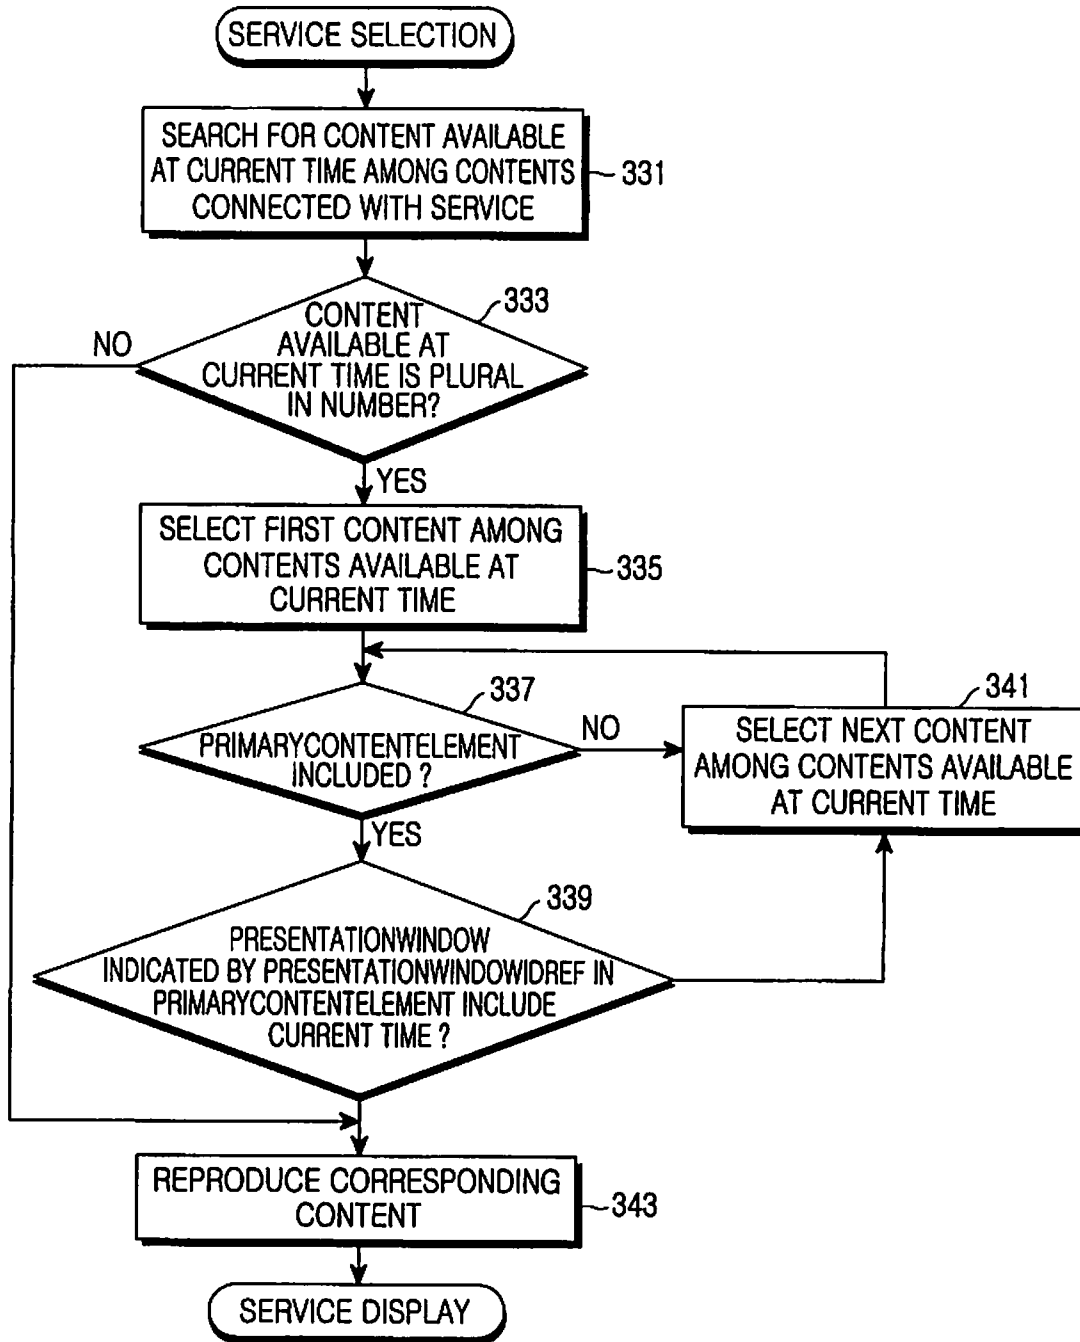 SERVICE SELECTION
SEARCH FOR CONTENT AVAILABLE
AT CURRENT TIME AMONG CONTENTS
CONNECTED WITH SERVICE
331
CONTENT
AVAILABLE AT
CURRENT TIME IS PLURAL
IN NUMBER?
333
NO
YES
SELECT FIRST CONTENT AMONG
CONTENTS AVAILABLE AT
CURRENT TIME
335
PRIMARYCONTENTELEMENT
INCLUDED ?
337
NO
341
SELECT NEXT CONTENT
AMONG CONTENTS AVAILABLE
AT CURRENT TIME
YES
339
PRESENTATIONWINDOW
INDICATED BY PRESENTATIONWINDOWIDREF IN
PRIMARYCONTENTELEMENT INCLUDE
CURRENT TIME ?
REPRODUCE CORRESPONDING
CONTENT
343
SERVICE DISPLAY